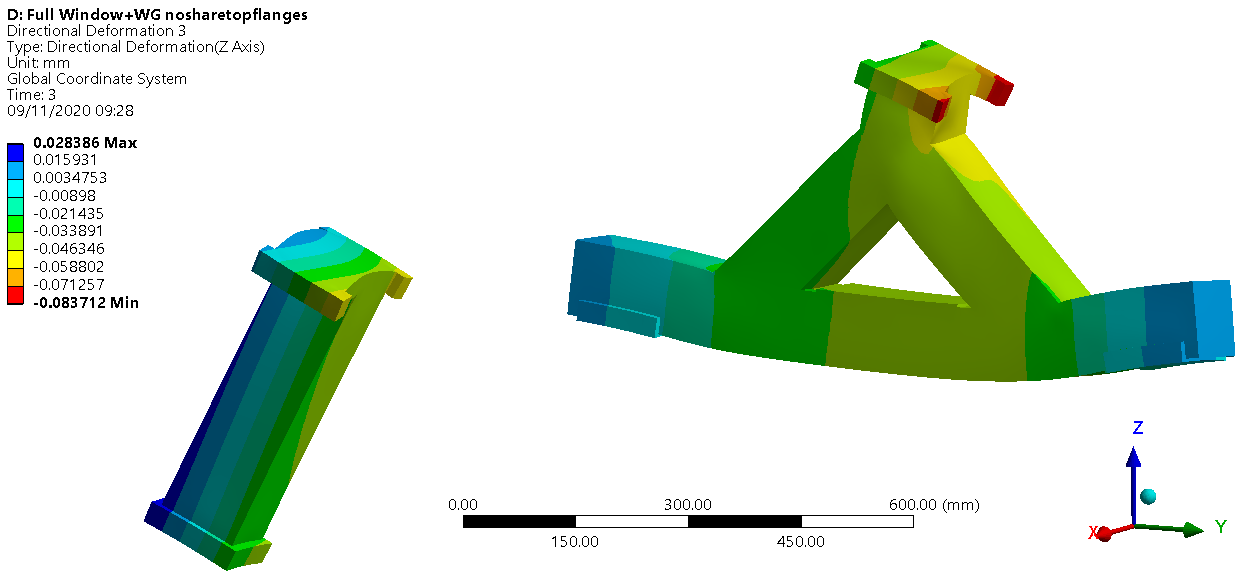 D: Full Window+WG nosharetopflanges
Directional Deformation 3
Type: Directional Deformation(Z Axis)
Unit: mm
Global Coordinate System
Time: 3
09/11/2020 09:28
0.028386 Max
0.015931
0.0034753
-0.00898
-0.021435
-0.033891
-0.046346
-0.058802
-0.071257
-0.083712 Min
0.00
300.00
600.00 (mm)
150.00
450.00
Z
X
Y